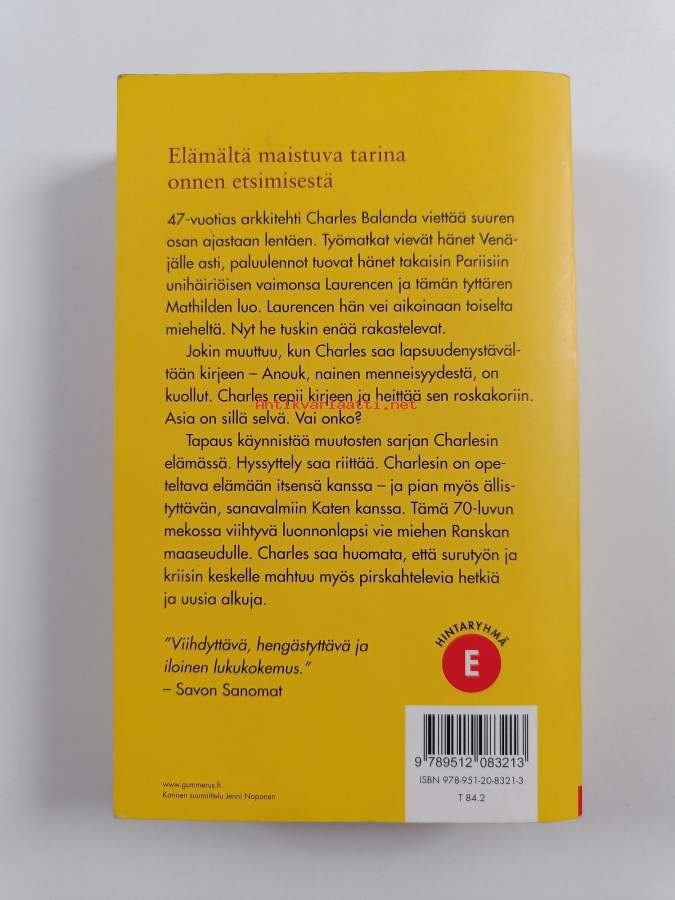 Elämältä maistuva tarina
onnen etsimisestä
47-vuotias arkkitehti Charles Balanda viettää suuren
osan ajastaan lentäen. Työmatkat vievät hänet Venä-
jälle asti, paluulennot tuovat hänet takaisin Pariisiin
unihäiriöisen vaimonsa Laurencen ja tämän tyttären
Mathilden luo. Laurencen hän vei aikoinaan toiselta
mieheltä. Nyt he tuskin enää rakastelevat.
Jokin muuttuu, kun Charles saa lapsuudenystäväl-
tään kirjeen – Anouk, nainen menneisyydestä, on
kuollut. Charles repii kirjeen ja heittää sen roskakoriin.
Antikvariaatti.net
Asia on sillä selvä. Vai onko?
Tapaus käynnistää muutosten sarjan Charlesin
elämässä. Hyssyttely saa riittää. Charlesin on ope-
teltava elämään itsensä kanssa – ja pian myös ällis-
tyttävän, sanavalmiin Katen kanssa. Tämä 70-luvun
mekossa viihtyvä luonnonlapsi vie miehen Ranskan
maaseudulle. Charles saa huomata, että surutyön ja
kriisin keskelle mahtuu myös pirskahtelevia hetkiä
ja uusia alkuja.
"Viihdyttävä, hengästyttävä ja
iloinen lukukokemus."
– Savon Sanomat
HINTARYHMÄ
E
9 789512 083213
ISBN 978-951-20-8321-3
T 84.2
www.gummerus.fi
Kannen suunnittelu Jenni Noponen